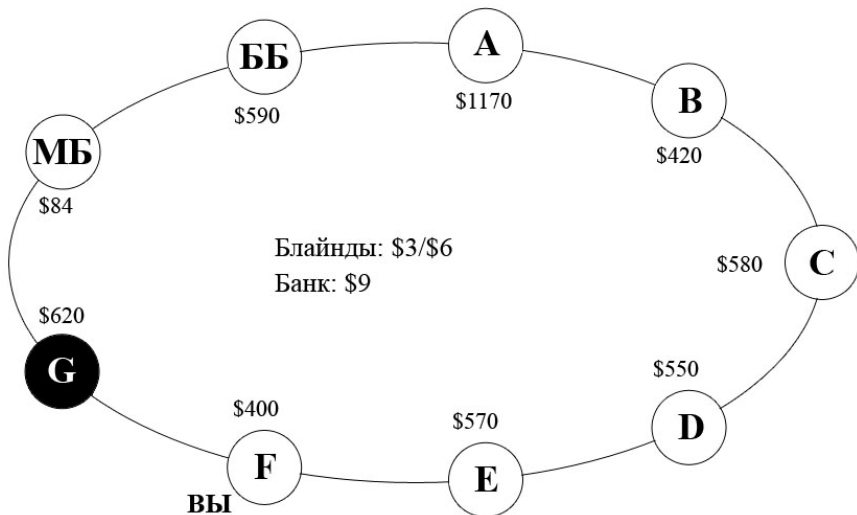 ББ
$590
А
$1170
В
$420
МБ
$84
Блайнды: $3/$6
Банк: $9
С
$580
$620
G
$400
F
ВЫ
$570
E
$550
D